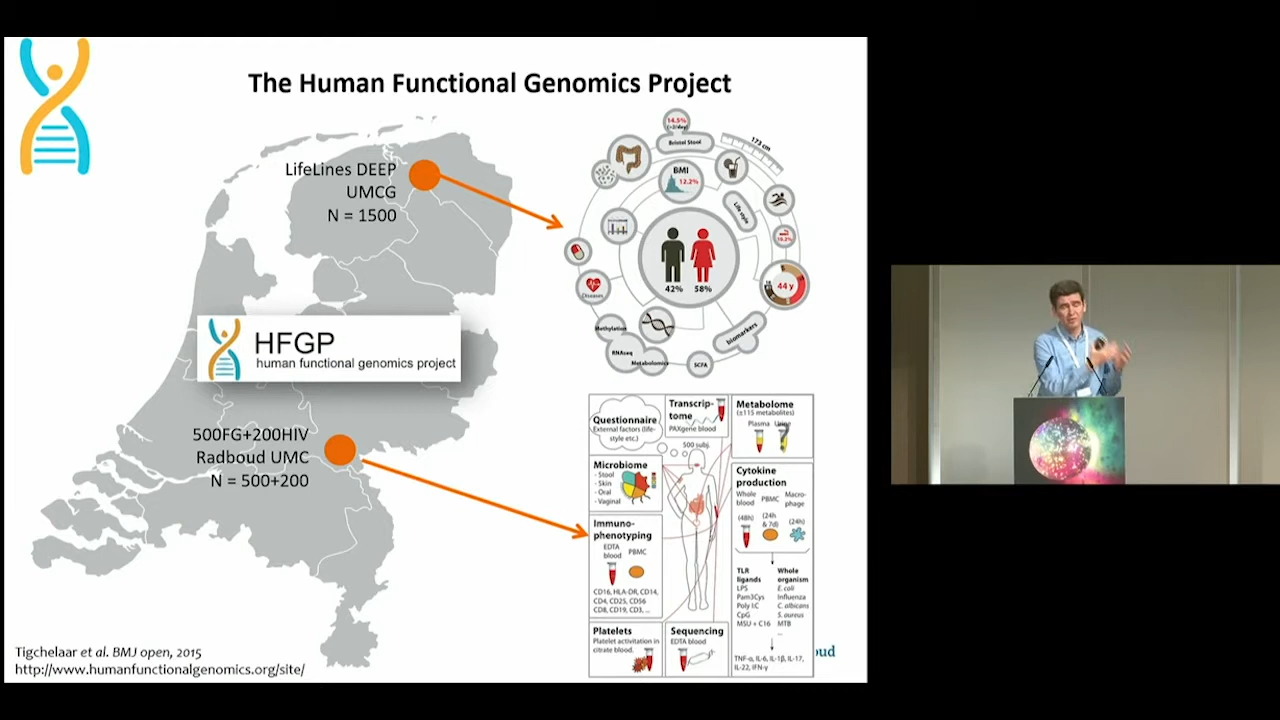 The Human Functional Genomics Project
LifeLines DEEP
UMCG
N = 1500
HFGP
human functional genomics project
500FG+200HIV
Radboud UMC
N = 500+200
Tigchelaar et al. BMJ open, 2015
http://www.humanfunctionalgenomics.org/site/
14.5%
Bristol Stool
173 cm
BMI
12.2%
Life style
42% 58%
44 y
Diseases
Methylation
RNAseq
Metabolomics
SCFA
biomarkers
Questionnaire
External factors (life-
style etc.)
Transcrip-
tome
PAXgene blood
Metabolome
(±115 metabolites)
Plasma Urine
500 subj.
Microbiome
- Stool
- Skin
- Oral
- Vaginal
Immuno-
phenotyping
EDTA
blood
PBMC
CD16, HLA-DR, CD14,
CD4, CD25, CD56
CD8, CD19, CD3, ...
Cytokine
production
Whole
blood
PBMC
Macro-
phage
(48h)
(24h
& 7d)
(24h)
TLR
ligands
LPS
Pam3Cys
Poly I:C
CpG
MSU + C16
Whole
organism
E. coli
Influenza
C. albicans
S. aureus
MTB
...
TNF-α, IL-6, IL-1β, IL-17,
IL-22, IFN-γ
Platelets
Platelet activitation in
citrate blood.
Sequencing
EDTA blood
oud